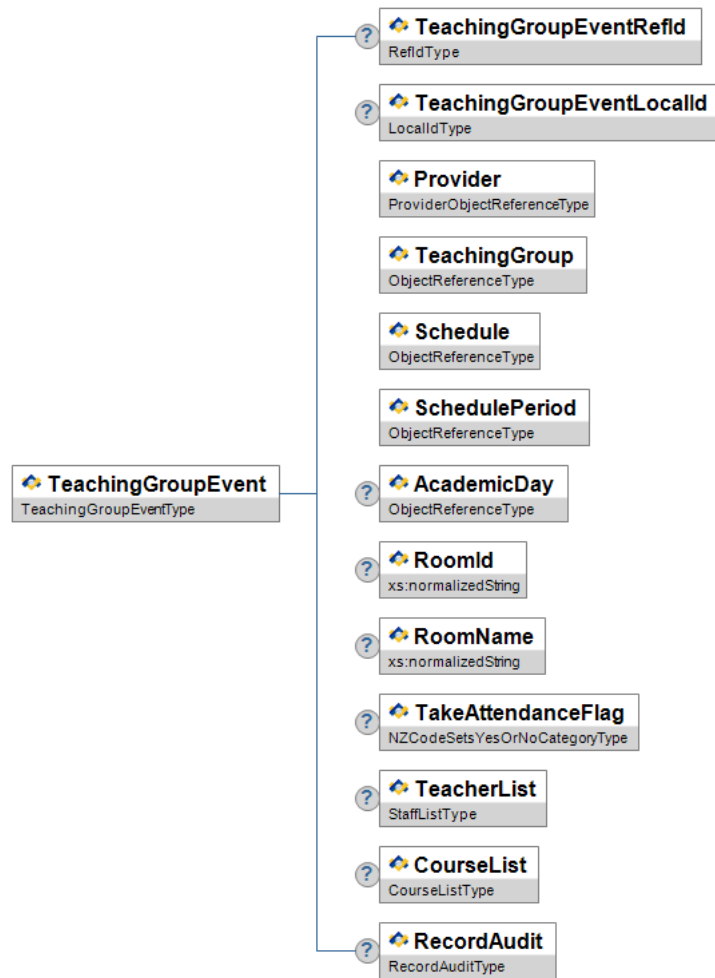 ?
TeachingGroupEventRefId
RefIdType
?
TeachingGroupEventLocalId
LocalIdType
Provider
ProviderObjectReferenceType
TeachingGroup
ObjectReferenceType
Schedule
ObjectReferenceType
SchedulePeriod
ObjectReferenceType
TeachingGroupEvent
TeachingGroupEventType
?
AcademicDay
ObjectReferenceType
?
RoomId
xs:normalizedString
?
RoomName
xs:normalizedString
?
TakeAttendanceFlag
NZCodeSetsYesOrNoCategoryType
?
TeacherList
StaffListType
?
CourseList
CourseListType
?
RecordAudit
RecordAuditType